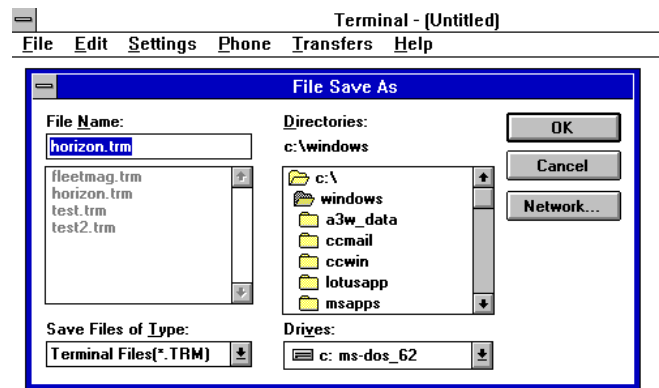 Terminal - (Untitled)
File Edit Settings Phone Transfers Help
File Save As
File Name:
horizon.trm
fleetmag.trm
horizon.trm
test.trm
test2.trm
Save Files of Type:
Terminal Files(*.TRM)
Directories:
c:\windows
c:\
windows
a3w_data
ccmail
ccwin
lotusapp
msapps
Drives:
c: ms-dos_62
OK
Cancel
Network...